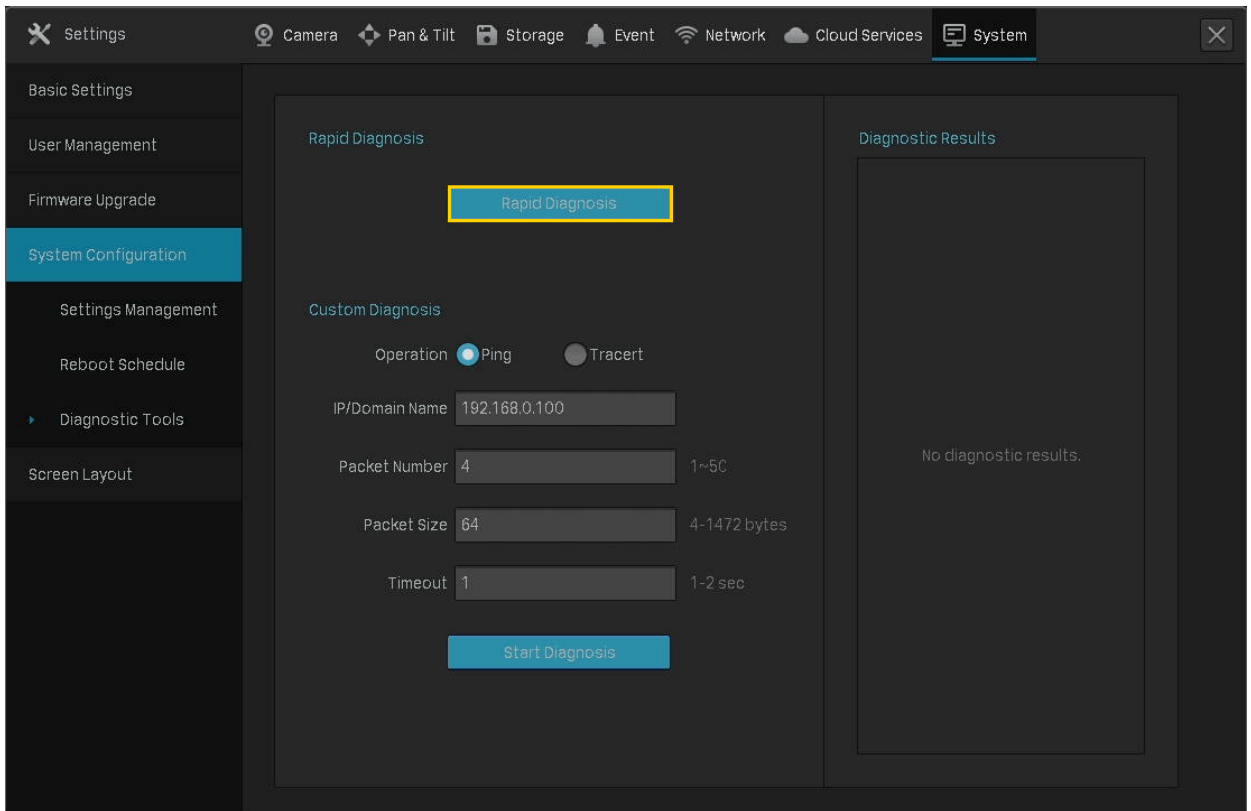 Settings
Camera
Pan & Tilt
Storage
Event
Network
Cloud Services
System
Basic Settings
User Management
Firmware Upgrade
System Configuration
Settings Management
Reboot Schedule
Diagnostic Tools
Screen Layout
Rapid Diagnosis
Rapid Diagnosis
Custom Diagnosis
Operation Ping Tracert
IP/Domain Name 192.168.0.100
Packet Number 4 1~50
Packet Size 64 4-1472 bytes
Timeout 1 1-2 sec
Start Diagnosis
Diagnostic Results
No diagnostic results.